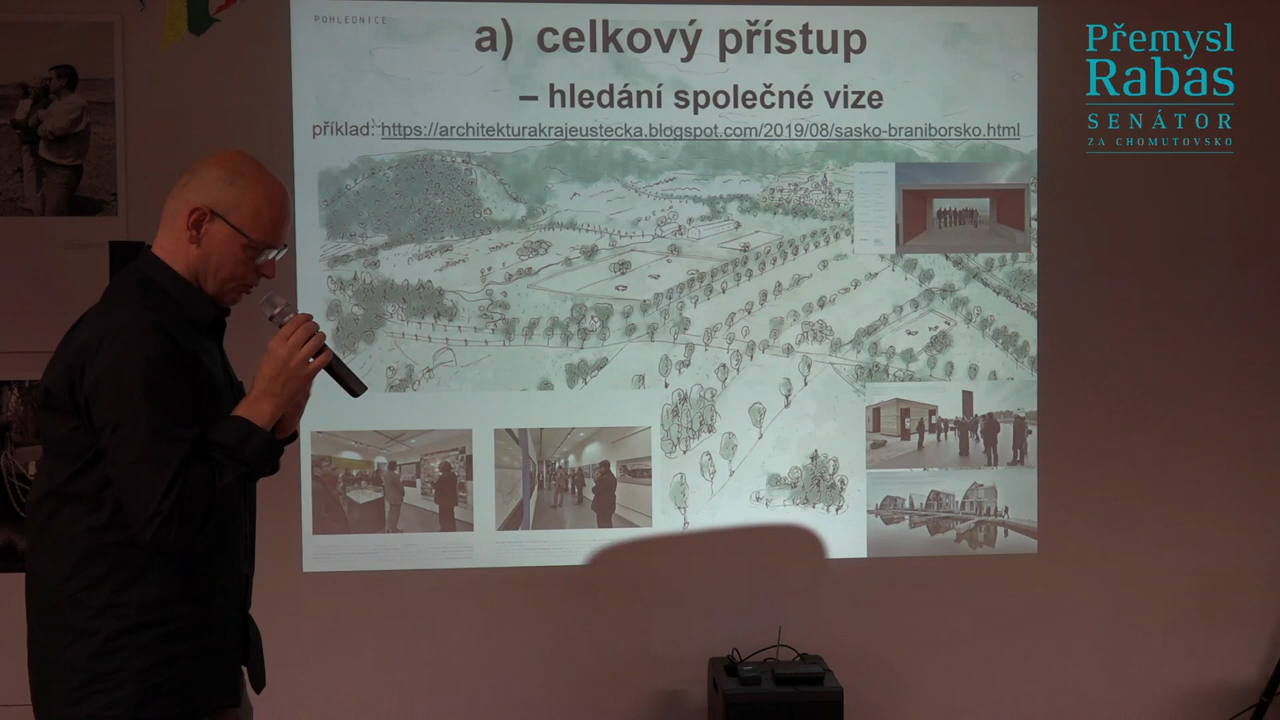 POHLEDNICE
a) celkový přístup
– hledání společné vize
příklad: https://architekturakrajeustecka.blogspot.com/2019/08/sasko-braniborsko.html
Přemysl
Rabas
SENÁTOR
ZA CHOMUTOVSKO